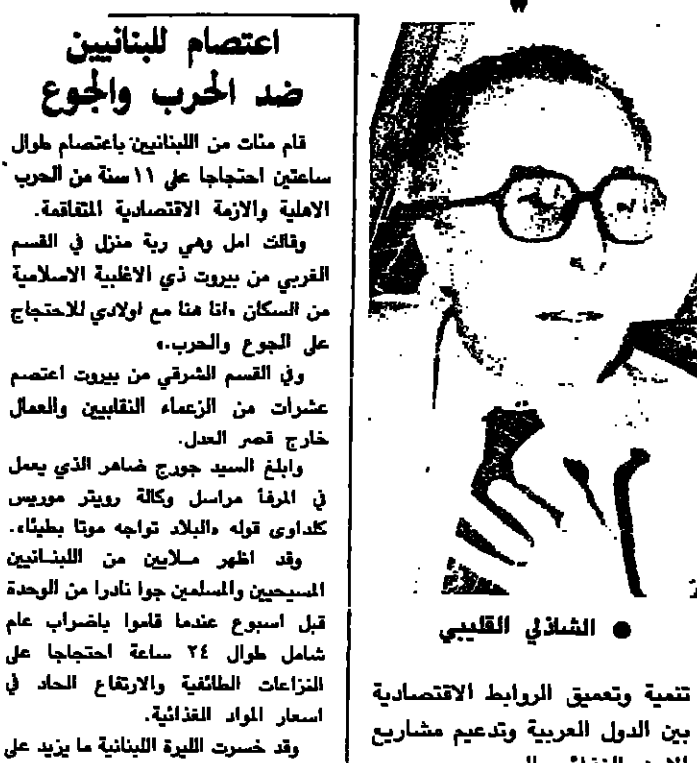 اعتصام للبنانيين
ضد الحرب والجوع
قام مئات من اللبنانيين باعتصام طوال
ساعتين احتجاجا على ١١ سنة من الحرب
الاهلية والازمة الاقتصادية المتفاقمة.
وقالت امل وهي ربة منزل في القسم
الغربي من بيروت ذي الاغلبية الاسلامية
من السكان «انا هنا مع اولادي للاحتجاج
على الجوع والحرب.»
وفي القسم الشرقي من بيروت اعتصم
عشرات من الزعماء النقابيين والعمال
خارج قصر العدل.
وابلغ السيد جورج ضاهر الذي يعمل
في المرفأ مراسل وكالة رويتر موريس
كلداوى قوله «البلاد تواجه موتا بطيئا».
وقد اظهر ملايين من اللبنانيين
المسيحيين والمسلمين جوا نادرا من الوحدة
قبل اسبوع عندما قاموا باضراب عام
شامل طوال ٢٤ ساعة احتجاجا على
النزاعات الطائفية والارتفاع الحاد في
اسعار المواد الغذائية.
وقد خسرت الليرة اللبنانية ما يزيد على
● الشاذلي القليبي
تنمية وتعميق الروابط الاقتصادية
بين الدول العربية وتدعيم مشاريع